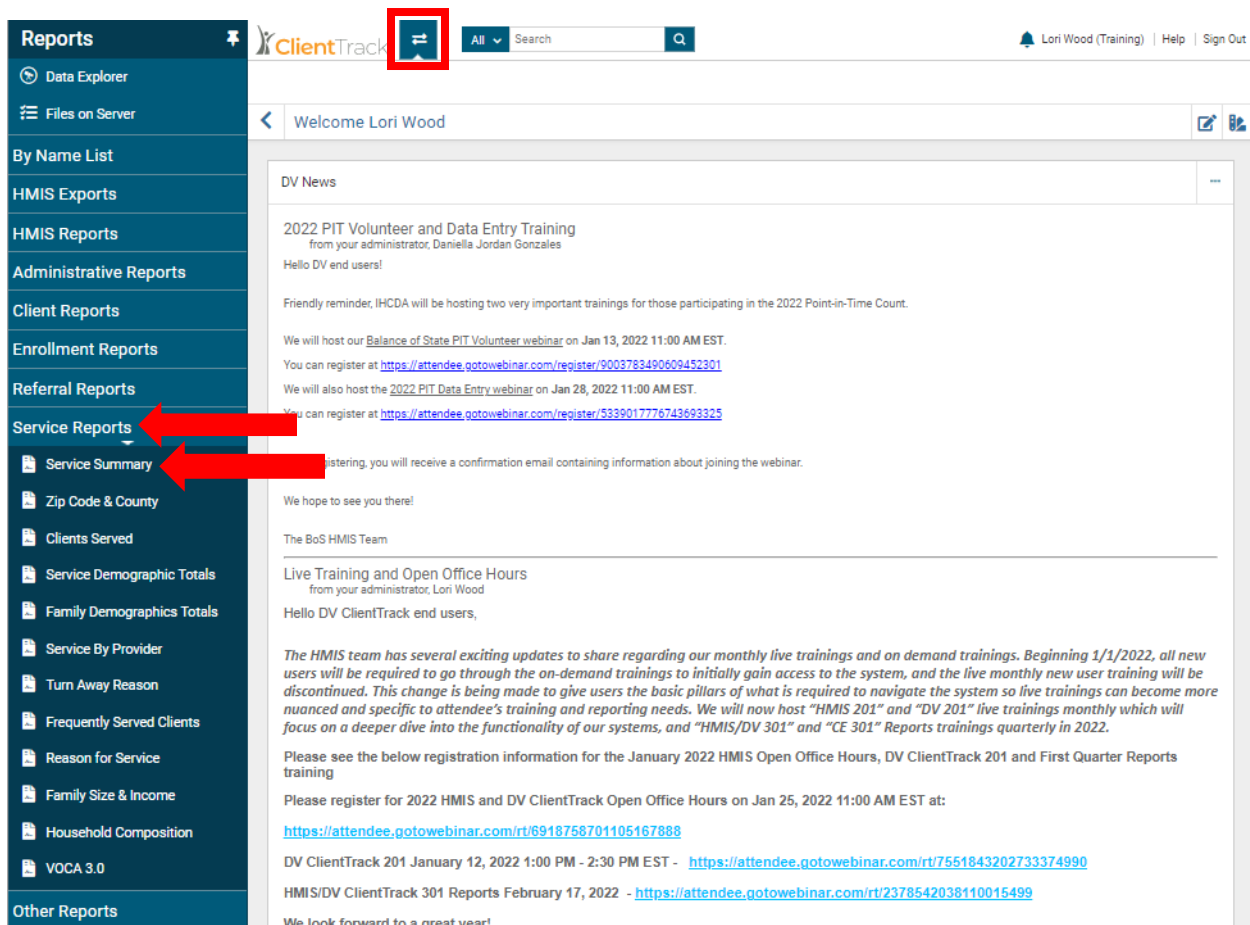 Reports
Data Explorer
Files on Server
By Name List
HMIS Exports
HMIS Reports
Administrative Reports
Client Reports
Enrollment Reports
Referral Reports
Service Reports
Service Summary
Zip Code & County
Clients Served
Service Demographic Totals
Family Demographics Totals
Service By Provider
Turn Away Reason
Frequently Served Clients
Reason for Service
Family Size & Income
Household Composition
VOCA 3.0
Other Reports
ClientTrack
All
Search
Lori Wood (Training) | Help | Sign Out
Welcome Lori Wood
DV News
2022 PIT Volunteer and Data Entry Training
from your administrator, Daniella Jordan Gonzales
Hello DV end users!
Friendly reminder, IHCDA will be hosting two very important trainings for those participating in the 2022 Point-in-Time Count.
We will host our Balance of State PIT Volunteer webinar on Jan 13, 2022 11:00 AM EST.
You can register at https://attendee.gotowebinar.com/register/9003783490609452301
We will also host the 2022 PIT Data Entry webinar on Jan 28, 2022 11:00 AM EST.
You can register at https://attendee.gotowebinar.com/register/5339017776743693325
gistering, you will receive a confirmation email containing information about joining the webinar.
We hope to see you there!
The BoS HMIS Team
Live Training and Open Office Hours
from your administrator, Lori Wood
Hello DV ClientTrack end users,
The HMIS team has several exciting updates to share regarding our monthly live trainings and on demand trainings. Beginning 1/1/2022, all new
users will be required to go through the on-demand trainings to initially gain access to the system, and the live monthly new user training will be
discontinued. This change is being made to give users the basic pillars of what is required to navigate the system so live trainings can become more
nuanced and specific to attendee's training and reporting needs. We will now host "HMIS 201" and "DV 201" live trainings monthly which will
focus on a deeper dive into the functionality of our systems, and "HMIS/DV 301" and "CE 301" Reports trainings quarterly in 2022.
Please see the below registration information for the January 2022 HMIS Open Office Hours, DV ClientTrack 201 and First Quarter Reports
training
Please register for 2022 HMIS and DV ClientTrack Open Office Hours on Jan 25, 2022 11:00 AM EST at:
https://attendee.gotowebinar.com/rt/6918758701105167888
DV ClientTrack 201 January 12, 2022 1:00 PM - 2:30 PM EST - https://attendee.gotowebinar.com/rt/7551843202733374990
HMIS/DV ClientTrack 301 Reports February 17, 2022 - https://attendee.gotowebinar.com/rt/2378542038110015499
We look forward to a great year!